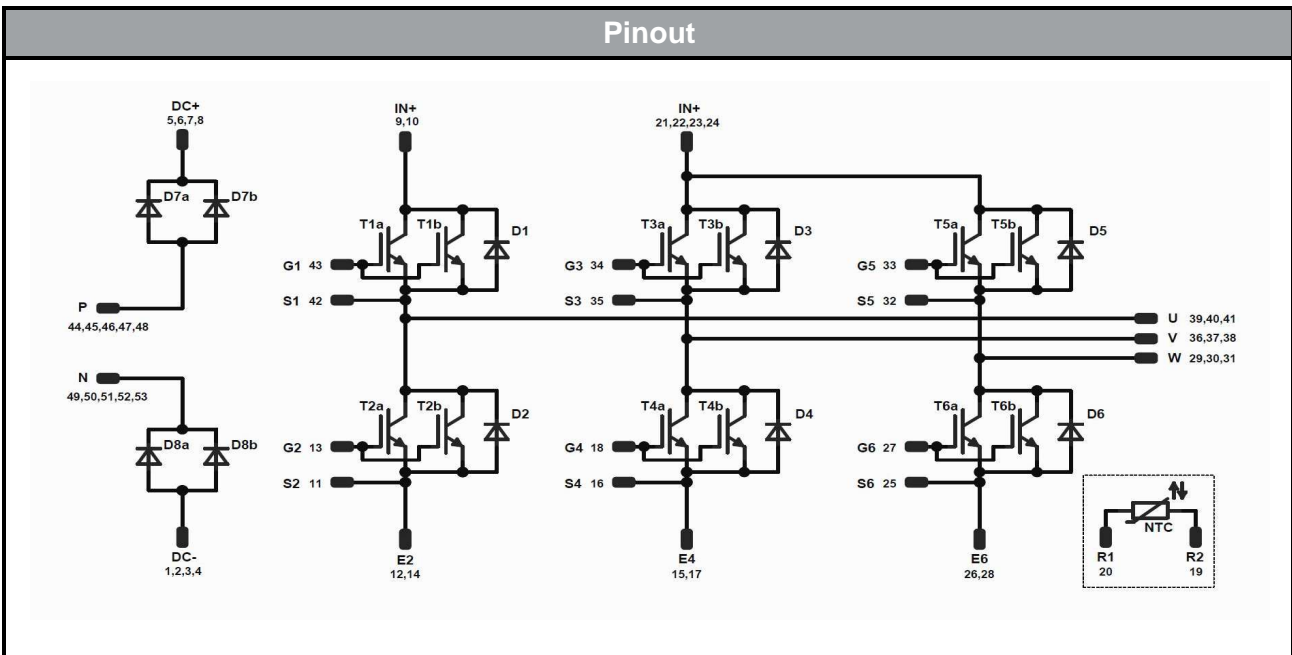 Pinout
DC+
5,6,7,8
IN+
9,10
IN+
21,22,23,24
D7a
D7b
T1a
T1b
D1
T3a
T3b
D3
T5a
T5b
D5
G1 43
G3 34
G5 33
S1 42
S3 35
S5 32
P
44,45,46,47,48
U 39,40,41
V 36,37,38
W 29,30,31
N
49,50,51,52,53
T2a
T2b
D2
T4a
T4b
D4
T6a
T6b
D6
D8a
D8b
G2 13
G4 18
G6 27
S2 11
S4 16
S6 25
NTC
DC-
1,2,3,4
E2
12,14
E4
15,17
E6
26,28
R1
20
R2
19